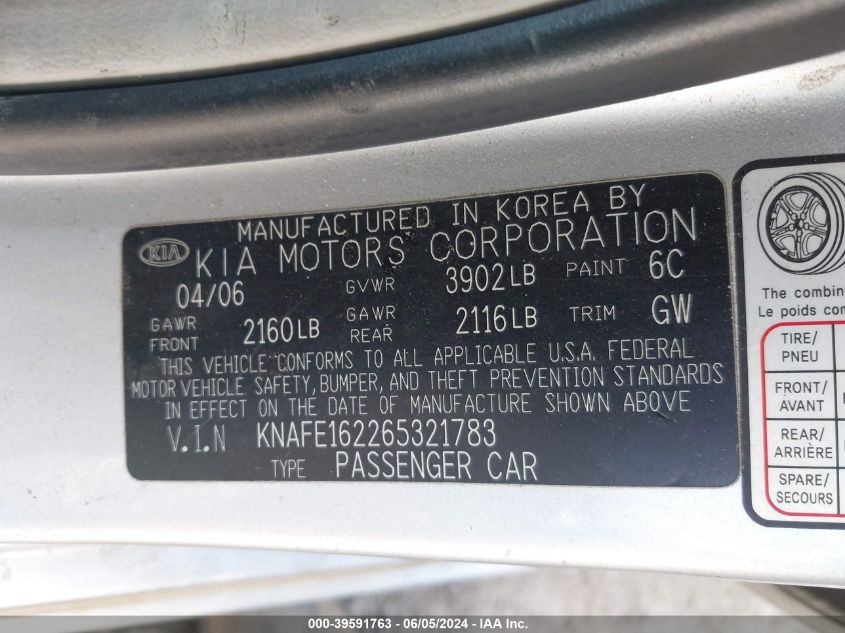 MANUFACTURED IN KOREA BY
KIA KIA MOTORS CORPORATION
04/06 GVWR 3902LB PAINT 6C
GAWR FRONT 2160LB GAWR REAR 2116LB TRIM GW
THIS VEHICLE CONFORMS TO ALL APPLICABLE U.S.A. FEDERAL
MOTOR VEHICLE SAFETY, BUMPER, AND THEFT PREVENTION STANDARDS
IN EFFECT ON THE DATE OF MANUFACTURE SHOWN ABOVE
V.I.N KNAFE162265321783
TYPE PASSENGER CAR
The combin
Le poids com
TIRE/
PNEU
FRONT/
AVANT
REAR/
ARRIÈRE
SPARE/
SECOURS
000-39591763 - 06/05/2024 - IAA Inc.